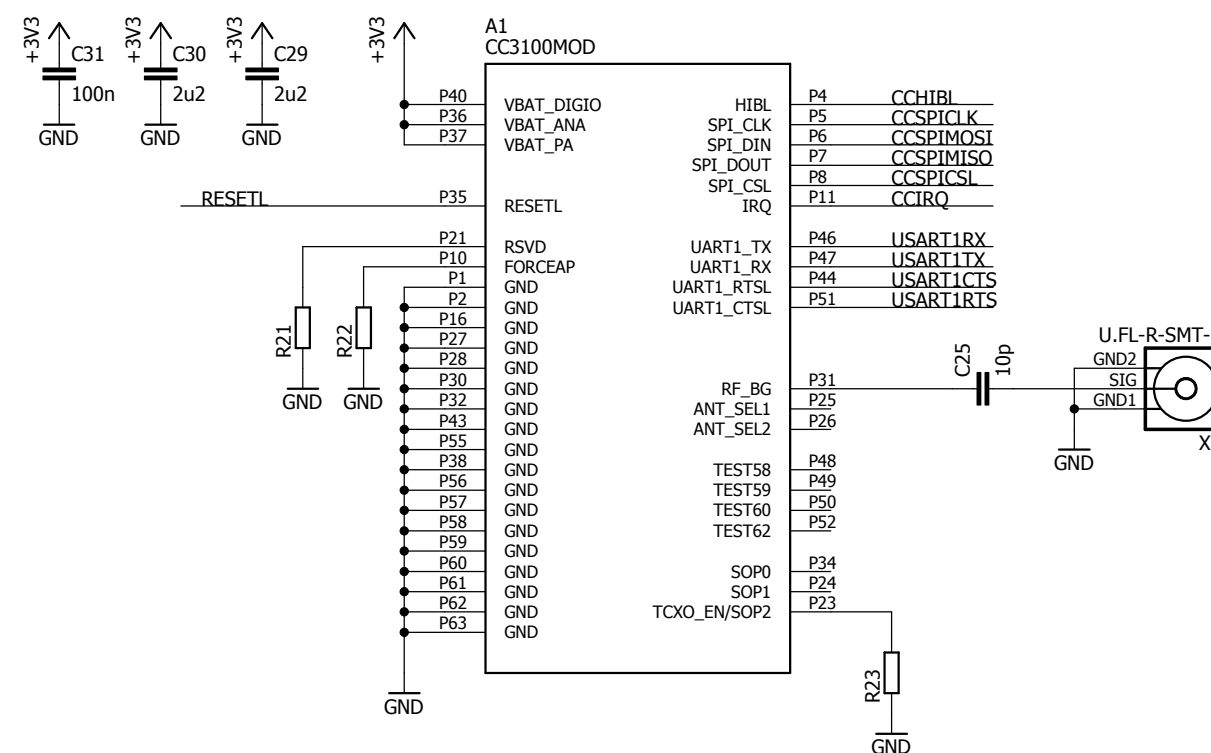 A1
CC3100MOD
+3V3 C31 100n GND
+3V3 C30 2u2 GND
+3V3 C29 2u2 GND
+3V3
P40 VBAT_DIGIO
P36 VBAT_ANA
P37 VBAT_PA
RESETL P35 RESETL
P21 RSVD
P10 FORCEAP
P1 GND
P2 GND
P16 GND
P27 GND
P28 GND
P30 GND
P32 GND
P43 GND
P55 GND
P38 GND
P56 GND
P57 GND
P58 GND
P59 GND
P60 GND
P61 GND
P62 GND
P63 GND
GND
R21 GND
R22 GND
HIBL P4 CCHIBL
SPI_CLK P5 CCSPICLK
SPI_DIN P6 CCSPIMOSI
SPI_DOUT P7 CCSPIMISO
SPI_CSL P8 CCSPICSL
IRQ P11 CCIRQ
UART1_TX P46 USART1RX
UART1_RX P47 USART1TX
UART1_RTSL P44 USART1CTS
UART1_CTSL P51 USART1RTS
RF_BG P31
ANT_SEL1 P25
ANT_SEL2 P26
TEST58 P48
TEST59 P49
TEST60 P50
TEST62 P52
SOP0 P34
SOP1 P24
TCXO_EN/SOP2 P23
R23
GND
C25 10p
U.FL-R-SMT-
GND2
SIG
GND1
X
GND